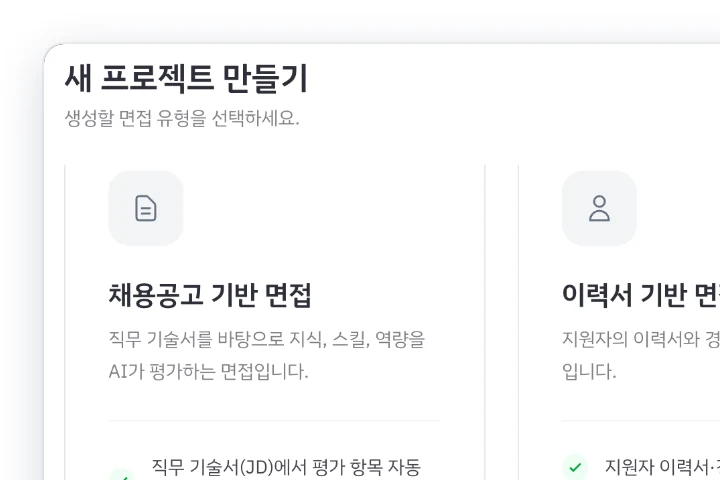 새 프로젝트 만들기
생성할 면접 유형을 선택하세요.
채용공고 기반 면접
직무 기술서를 바탕으로 지식, 스킬, 역량을
AI가 평가하는 면접입니다.
직무 기술서(JD)에서 평가 항목 자동
이력서 기반
지원자의 이력서와
입니다.
지원자 이력서·